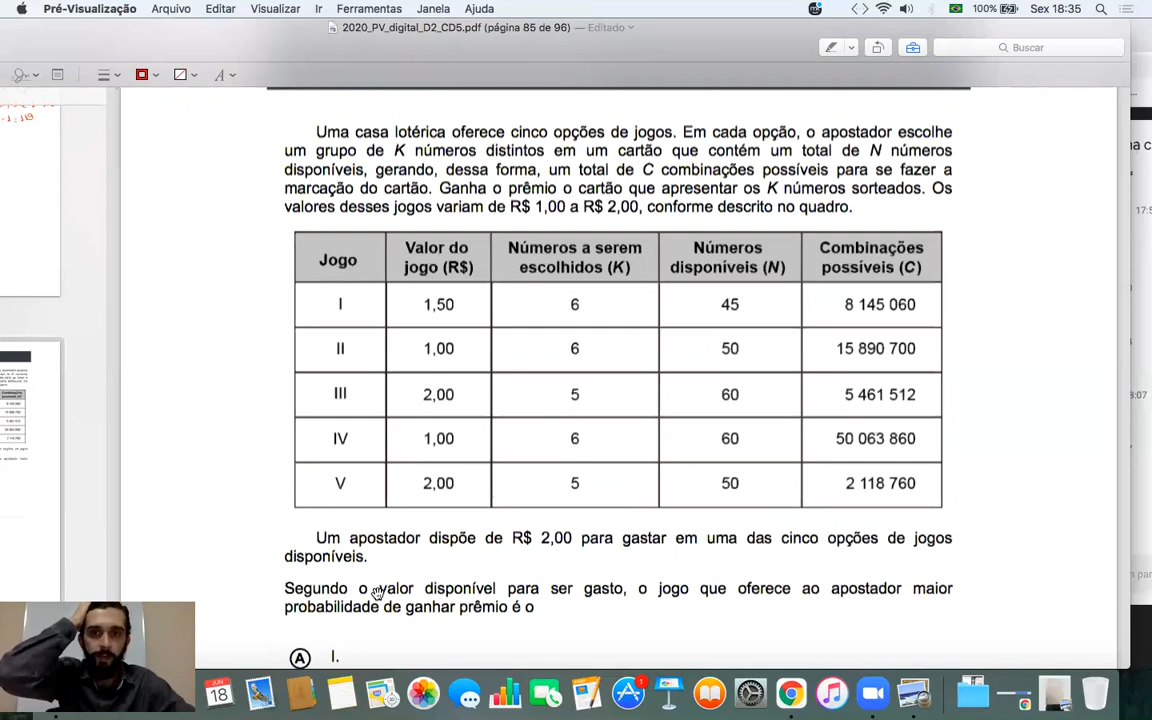 Pré-Visualização Arquivo Editar Visualizar Ir Ferramentas Janela Ajuda 100% Sex 18:35
2020_PV_digital_D2_CD5.pdf (página 85 de 96) — Editado
Buscar
Uma casa lotérica oferece cinco opções de jogos. Em cada opção, o apostador escolhe
um grupo de K números distintos em um cartão que contém um total de N números
disponíveis, gerando, dessa forma, um total de C combinações possíveis para se fazer a
marcação do cartão. Ganha o prêmio o cartão que apresentar os K números sorteados. Os
valores desses jogos variam de R$ 1,00 a R$ 2,00, conforme descrito no quadro.
Jogo Valor do jogo (R$) Números a serem escolhidos (K) Números disponíveis (N) Combinações possíveis (C)
I 1,50 6 45 8 145 060
II 1,00 6 50 15 890 700
III 2,00 5 60 5 461 512
IV 1,00 6 60 50 063 860
V 2,00 5 50 2 118 760
Um apostador dispõe de R$ 2,00 para gastar em uma das cinco opções de jogos
disponíveis.
Segundo o valor disponível para ser gasto, o jogo que oferece ao apostador maior
probabilidade de ganhar prêmio é o
A I.
JUN
18
1